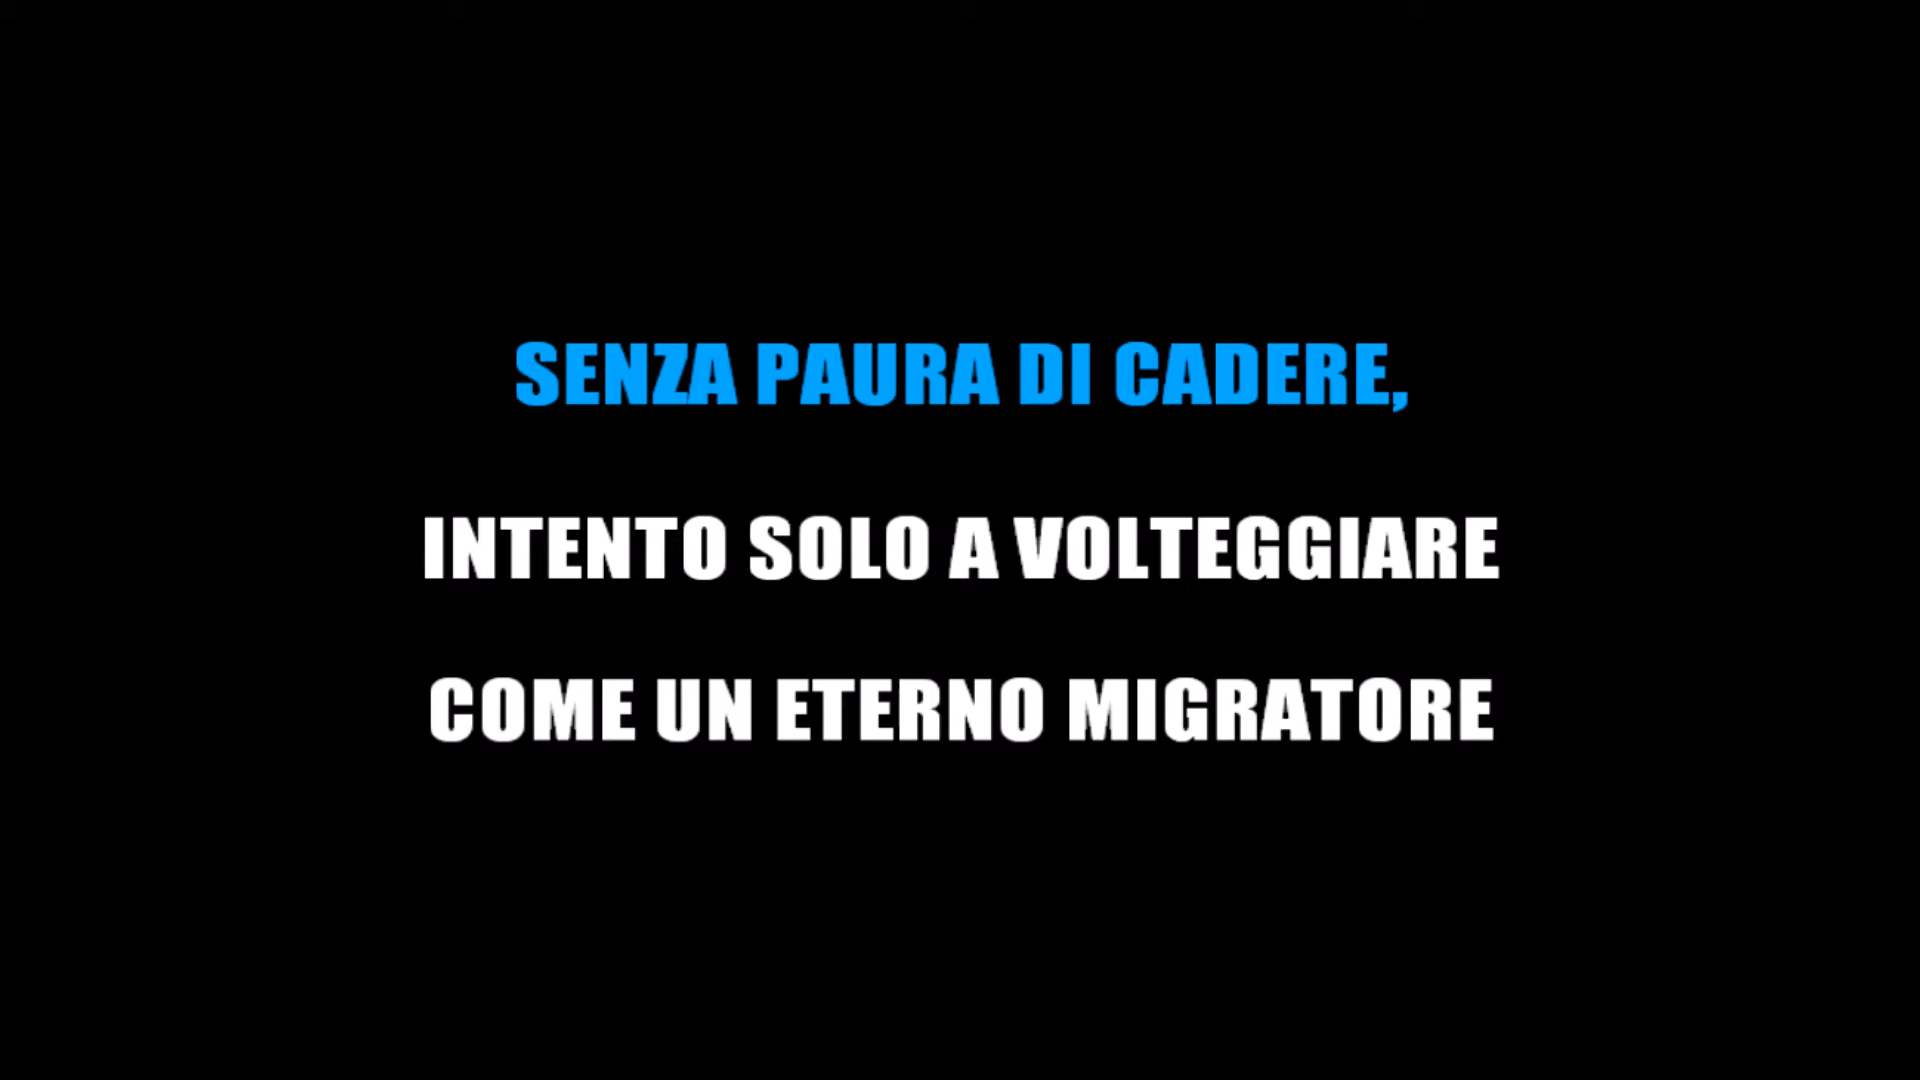 SENZA PAURA DI CADERE,
INTENTO SOLO A VOLTEGGIARE
COME UN ETERNO MIGRATORE